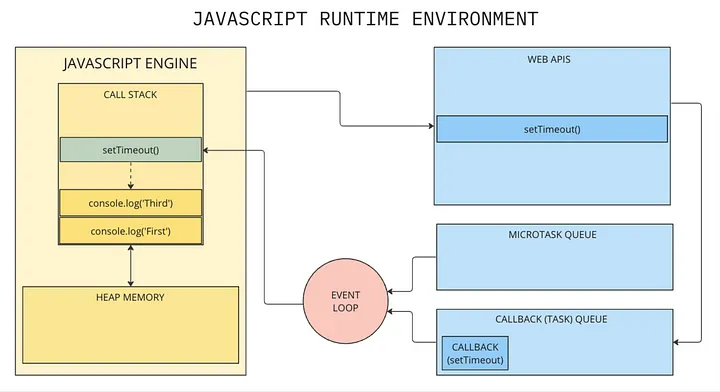 JAVASCRIPT RUNTIME ENVIRONMENT
JAVASCRIPT ENGINE
CALL STACK
setTimeout()
console.log('Third')
console.log('First')
HEAP MEMORY
EVENT
LOOP
WEB APIS
setTimeout()
MICROTASK QUEUE
CALLBACK (TASK) QUEUE
CALLBACK
(setTimeout)